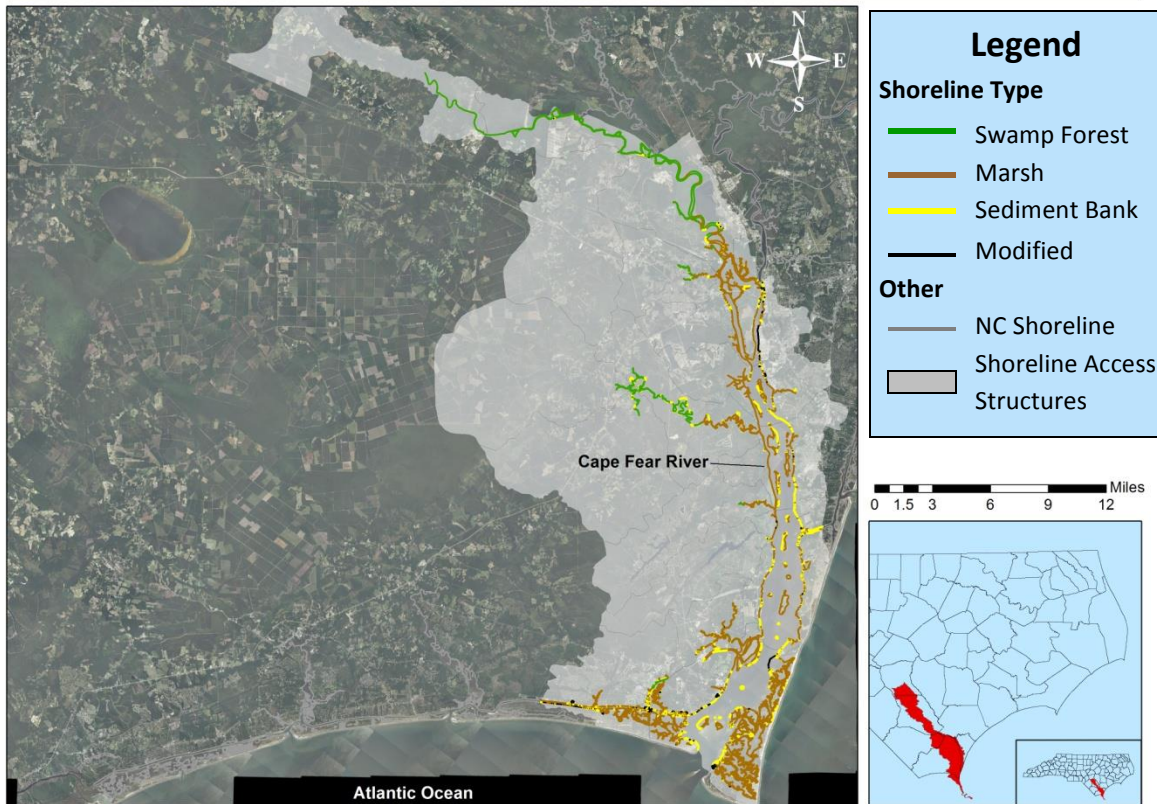 N
W E
S
Cape Fear River
Atlantic Ocean
Legend
Shoreline Type
Swamp Forest
Marsh
Sediment Bank
Modified
Other
NC Shoreline
Shoreline Access
Structures
Miles
0 1.5 3 6 9 12